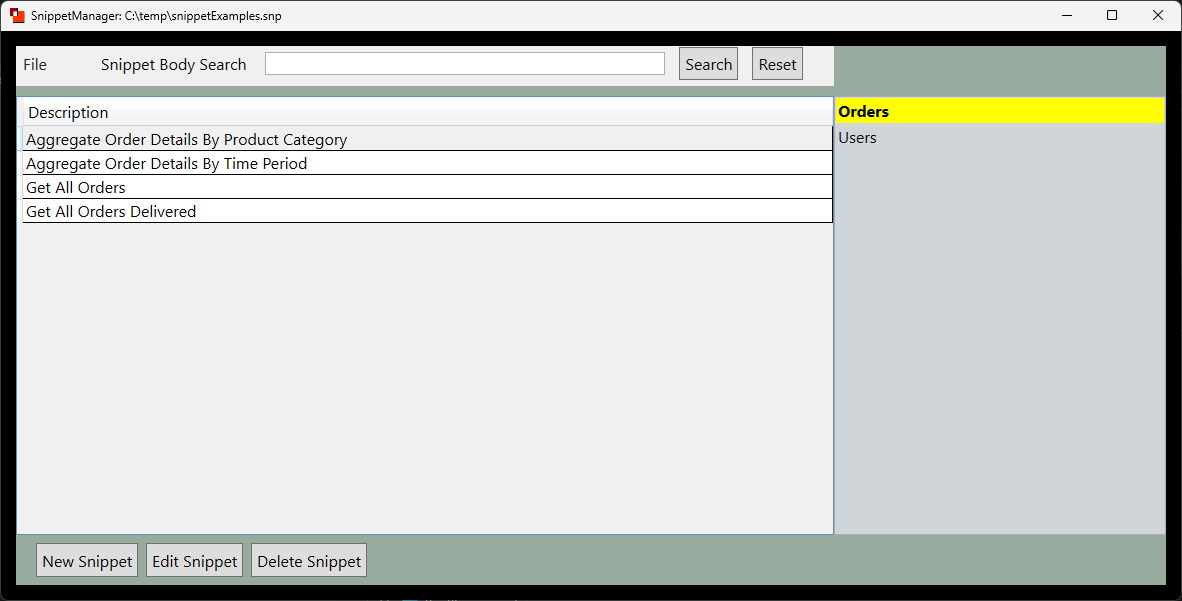 SnippetManager: C:\temp\snippetExamples.snp
File Snippet Body Search Search Reset
Description
Aggregate Order Details By Product Category
Aggregate Order Details By Time Period
Get All Orders
Get All Orders Delivered
Orders
Users
New Snippet Edit Snippet Delete Snippet